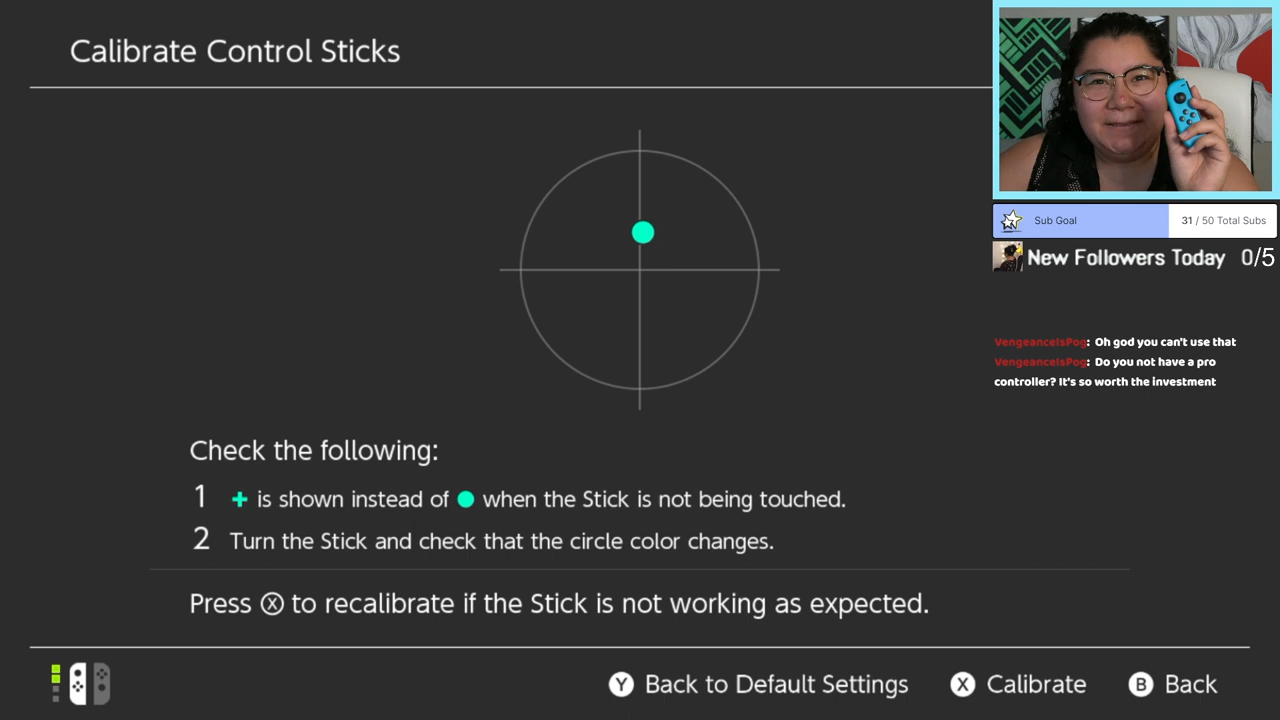 Calibrate Control Sticks
Sub Goal
31 / 50 Total Subs
New Followers Today 0/5
VengeanceIsPog: Oh god you can't use that
VengeanceIsPog: Do you not have a pro
controller? It's so worth the investment
Check the following:
1 + is shown instead of ● when the Stick is not being touched.
2 Turn the Stick and check that the circle color changes.
Press Ⓧ to recalibrate if the Stick is not working as expected.
Y Back to Default Settings X Calibrate B Back